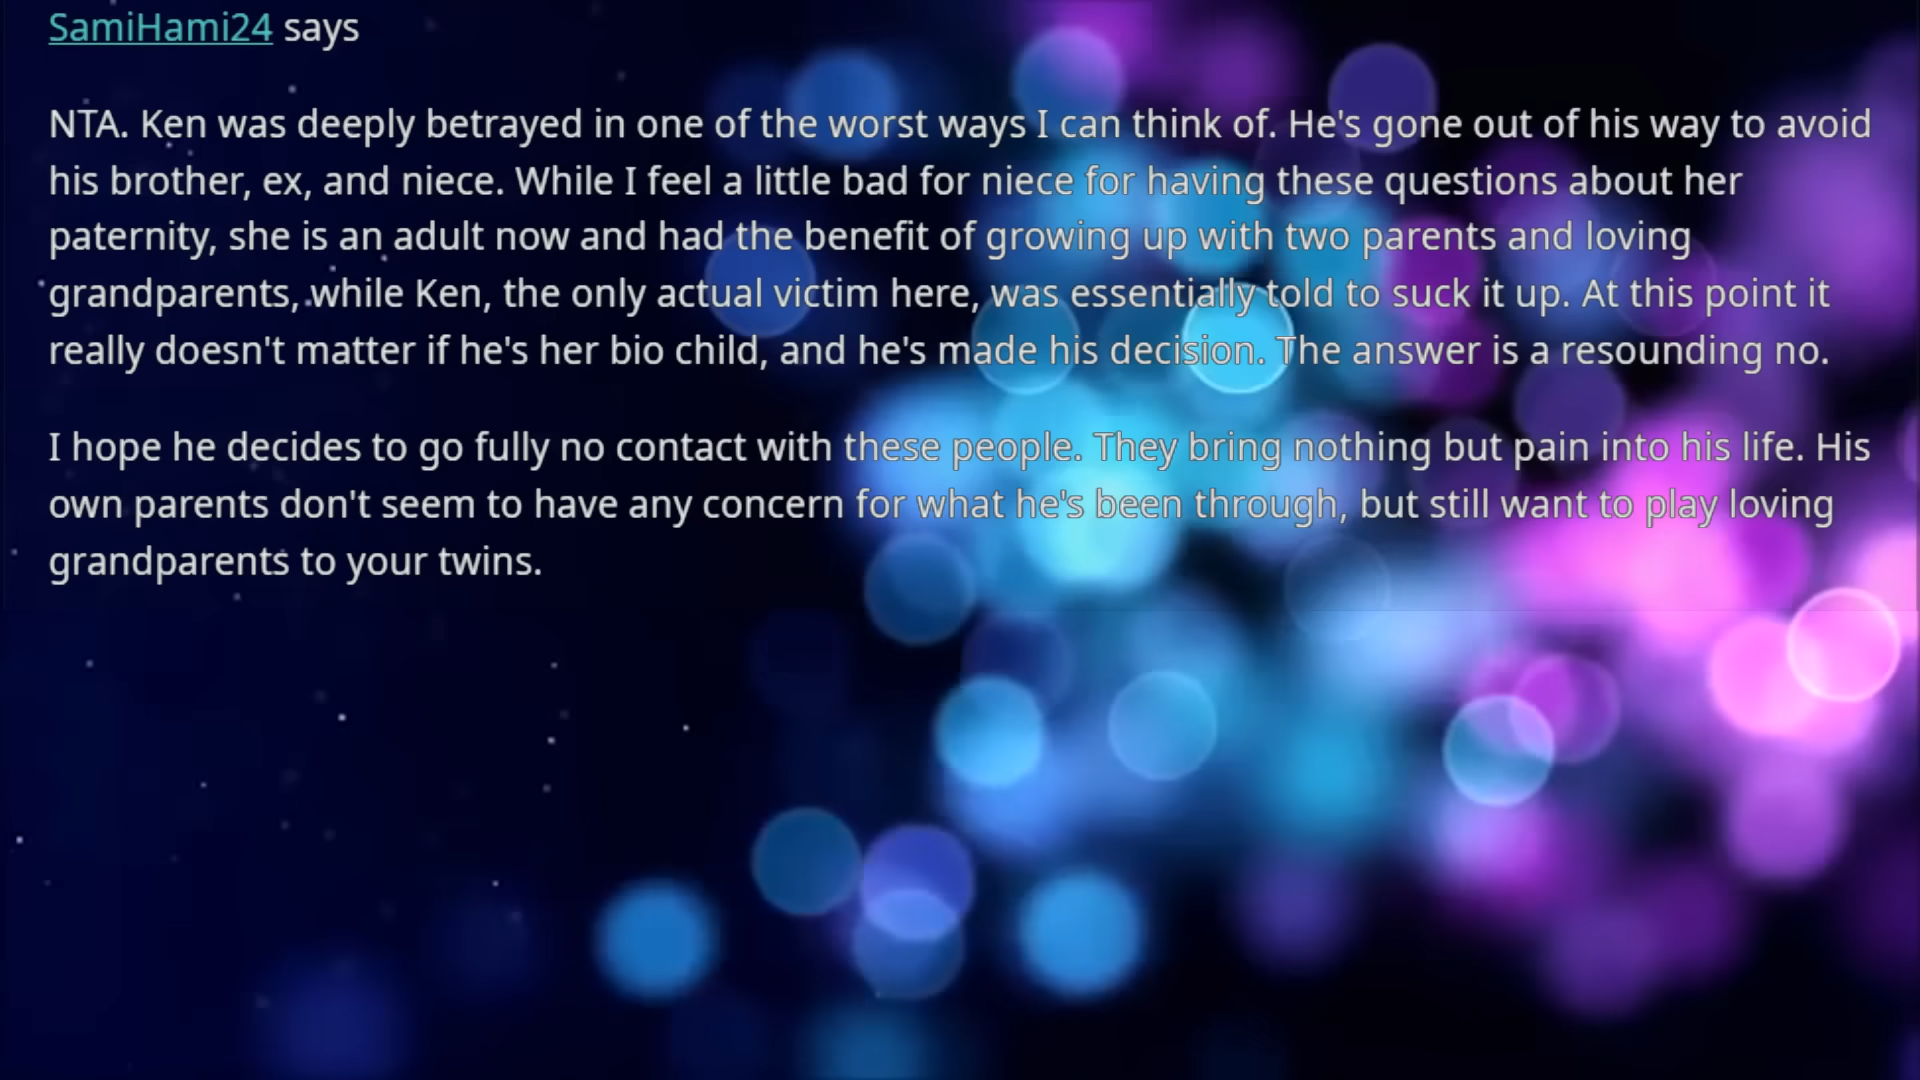 SamiHami24 says
NTA. Ken was deeply betrayed in one of the worst ways I can think of. He's gone out of his way to avoid
his brother, ex, and niece. While I feel a little bad for niece for having these questions about her
paternity, she is an adult now and had the benefit of growing up with two parents and loving
grandparents, while Ken, the only actual victim here, was essentially told to suck it up. At this point it
really doesn't matter if he's her bio child, and he's made his decision. The answer is a resounding no.
I hope he decides to go fully no contact with these people. They bring nothing but pain into his life. His
own parents don't seem to have any concern for what he's been through, but still want to play loving
grandparents to your twins.